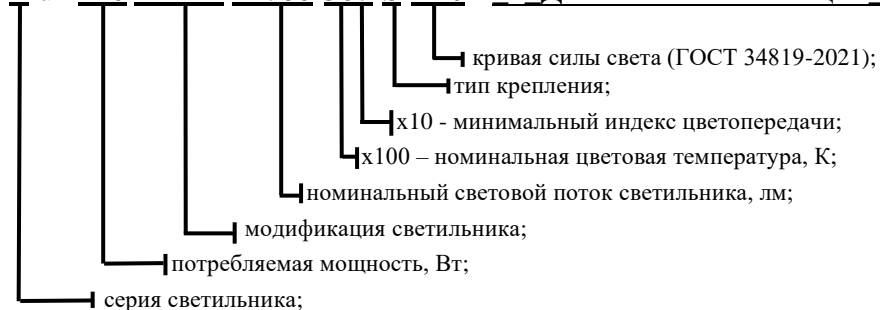 кривая силы света (ГОСТ 34819-2021);
тип крепления;
x10 - минимальный индекс цветопередачи;
x100 – номинальная цветовая температура, К;
номинальный световой поток светильника, лм;
модификация светильника;
потребляемая мощность, Вт;
серия светильника;